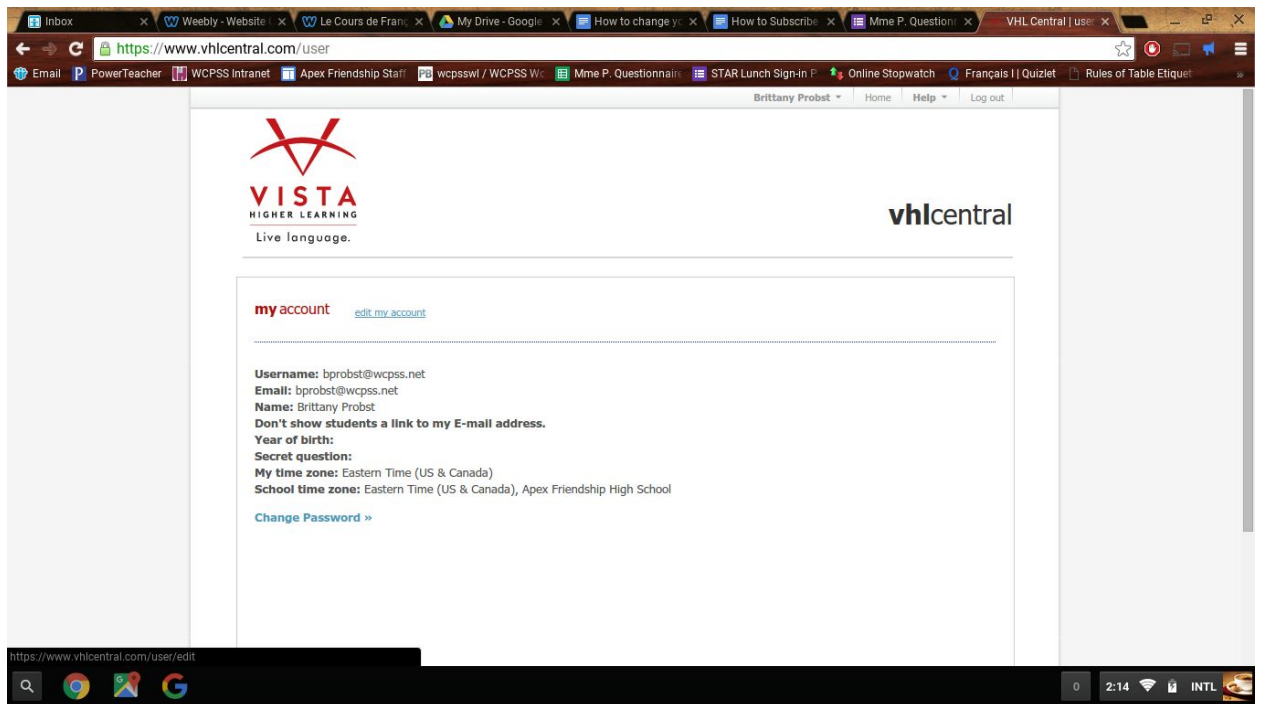 Inbox
Weebly - Website
Le Cours de Franç
My Drive - Google
How to change yo
How to Subscribe
Mme P. Questionn
VHL Central | user
https://www.vhlcentral.com/user
Email PowerTeacher WCPSS Intranet Apex Friendship Staff wcpsswl / WCPSS Wo Mme P. Questionnaire STAR Lunch Sign-in P Online Stopwatch Français I | Quizlet Rules of Table Etiquet »
Brittany Probst Home Help Log out
VISTA
HIGHER LEARNING
Live language.
vhlcentral
my account edit my account
Username: bprobst@wcpss.net
Email: bprobst@wcpss.net
Name: Brittany Probst
Don't show students a link to my E-mail address.
Year of birth:
Secret question:
My time zone: Eastern Time (US & Canada)
School time zone: Eastern Time (US & Canada), Apex Friendship High School
Change Password »
https://www.vhlcentral.com/user/edit
0 2:14 INTL